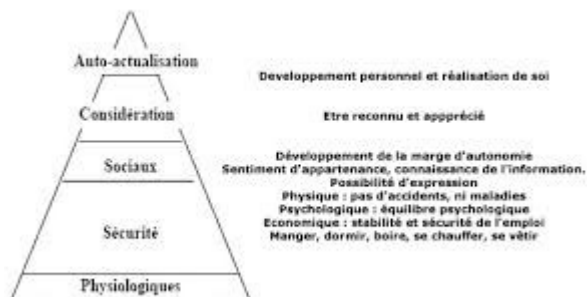 Auto-actualisation
Developpement personnel et réalisation de soi
Considération
Etre reconnu et appprécié
Sociaux
Développement de la marge d'autonomie
Sentiment d'appartenance, connaissance de l'information.
Possibilité d'expression
Sécurité
Physique : pas d'accidents, ni maladies
Psychologique : équilibre psychologique
Economique : stabilité et sécurité de l'emploi
Manger, dormir, boire, se chauffer, se vêtir
Physiologiques